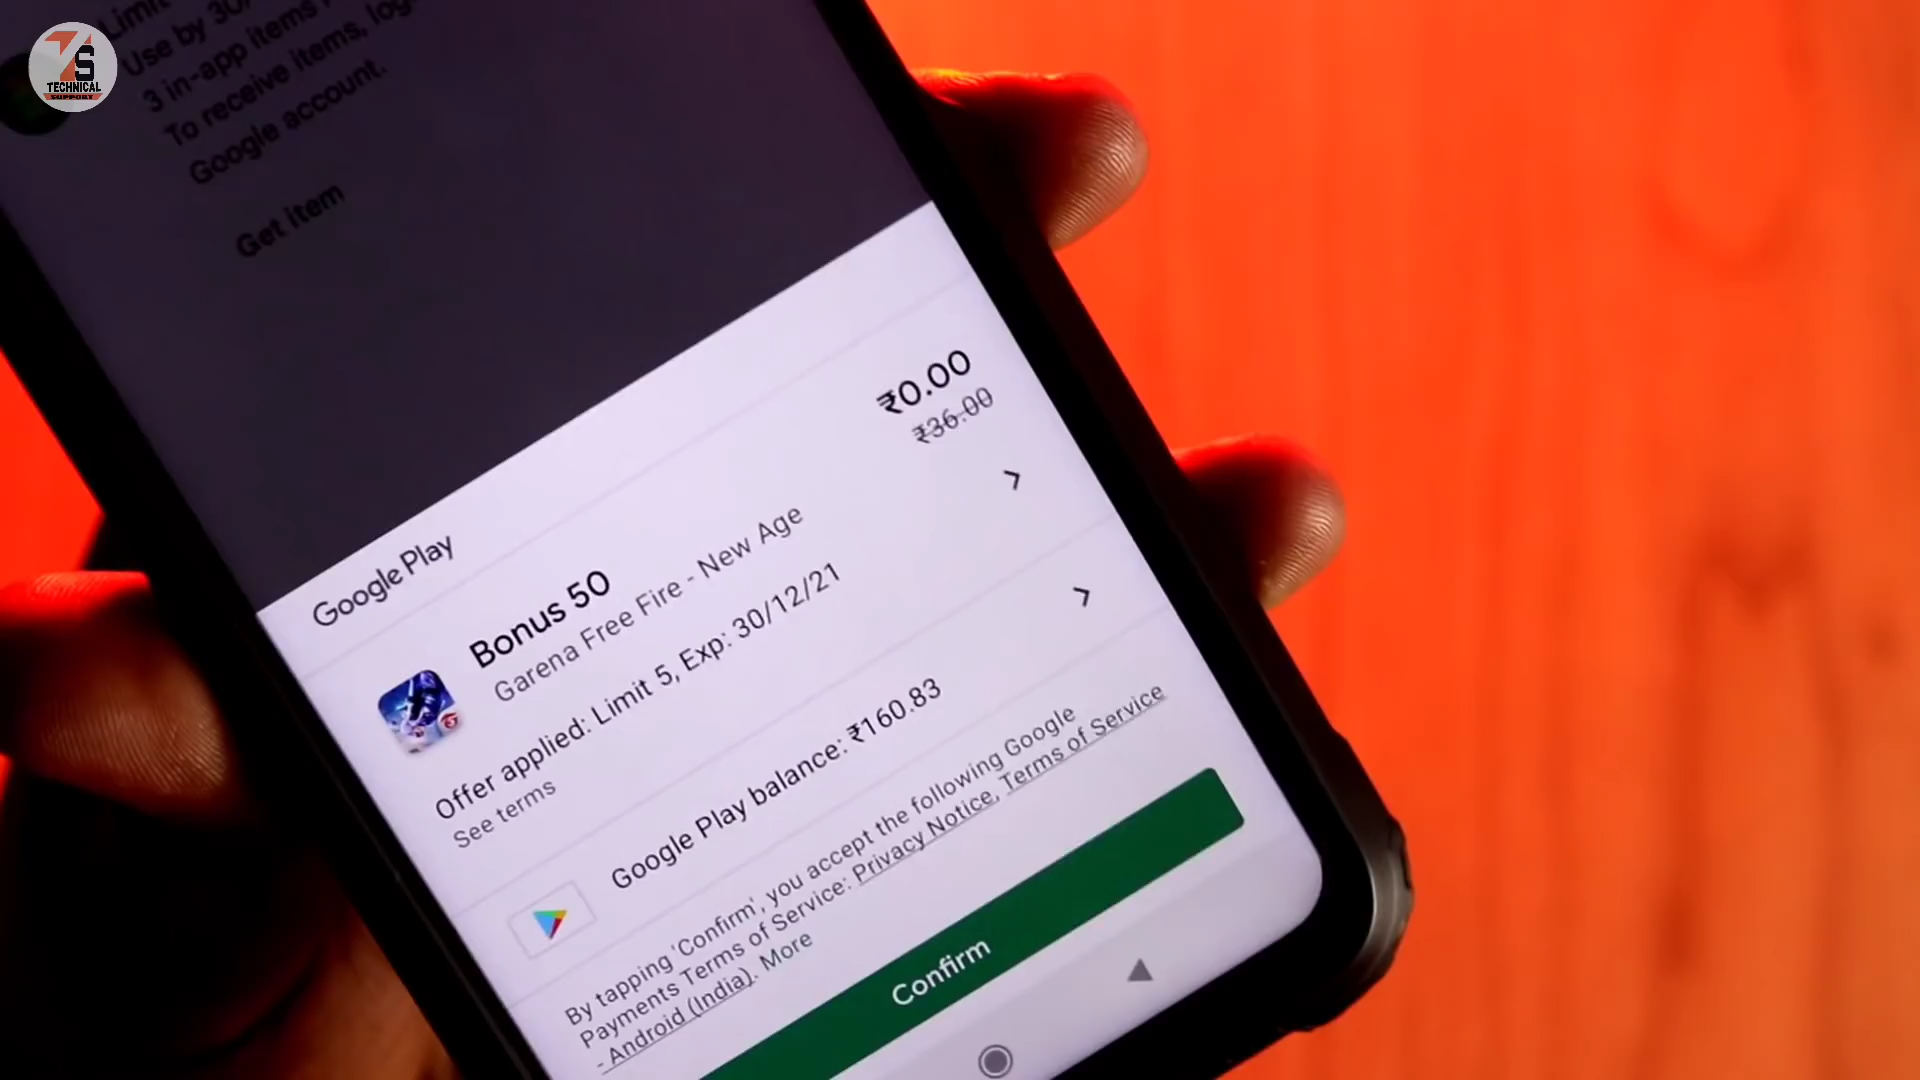 7S
TECHNICAL
SUPPORT
Limit
Use by 30/
3 in-app items
To receive items, log
Google account.
Get item
Google Play
Bonus 50
₹0.00
Garena Free Fire - New Age
₹36.00
Offer applied: Limit 5, Exp: 30/12/21
See terms
Google Play balance: ₹160.83
By tapping 'Confirm', you accept the following Google
Payments Terms of Service: Privacy Notice, Terms of Service
- Android (India). More
Confirm